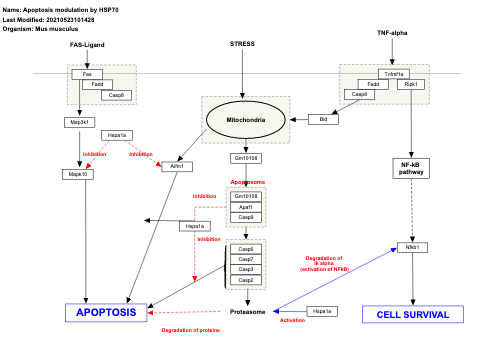 Name: Apoptosis modulation by HSP70
Last Modified: 20210523101428
Organism: Mus musculus
FAS-Ligand
STRESS
TNF-alpha
Fas
Fadd
Casp8
Tnfrsf1a
Fadd
Ripk1
Casp8
Map3k1
Hspa1a
Inhibition
Inhibition
Mapk10
Aifm1
Mitochondria
Bid
Gm10108
Apoptosome
Gm10108
Apaf1
Casp9
Inhibition
Hspa1a
Inhibition
NF-kB
pathway
Casp6
Casp7
Casp3
Casp2
Nfkb1
Degradation of
Ik alpha
(activation of NFkB)
APOPTOSIS
Proteasome
Hspa1a
Activation
Degradation of proteins
CELL SURVIVAL